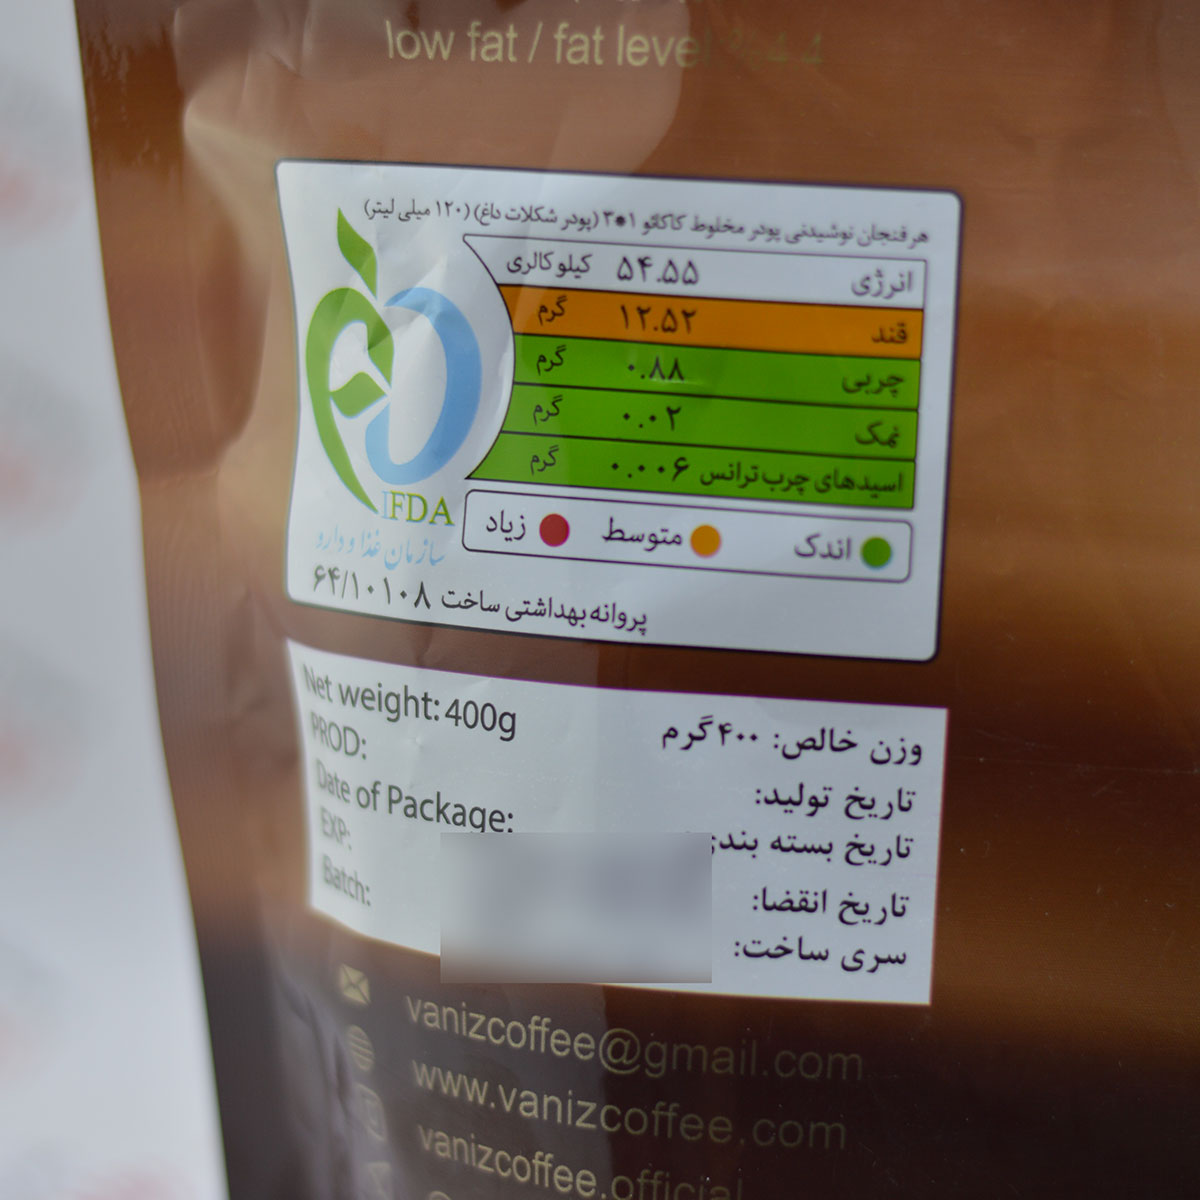 low fat / fat level %4.4
هر فنجان نوشیدنی پودر مخلوط کاکائو ۱*۳ (پودر شکلات داغ) (۱۲۰ میلی لیتر)
انرژی ۵۴.۵۵ کیلو کالری
قند ۱۲.۵۲ گرم
چربی ۰.۸۸ گرم
نمک ۰.۰۲ گرم
اسیدهای چرب ترانس ۰.۰۰۶ گرم
اندک متوسط زیاد
IFDA
سازمان غذا و دارو
پروانه بهداشتی ساخت ۶۴/۱۰۱۰۸
Net weight: 400g
PROD:
Date of Package:
EXP:
Batch:
وزن خالص: ۴۰۰ گرم
تاریخ تولید:
تاریخ بسته بندی
تاریخ انقضا:
سری ساخت:
vanizcoffee@gmail.com
www.vanizcoffee.com
vanizcoffee.official